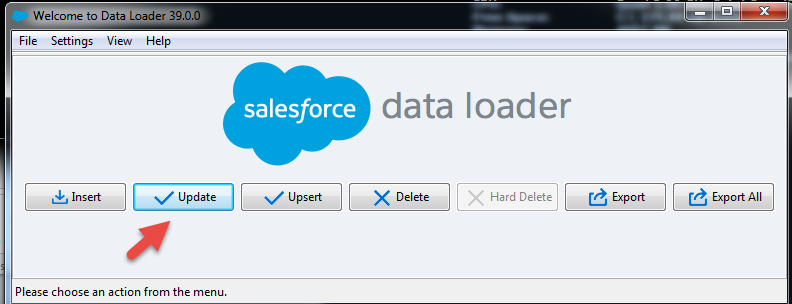 Welcome to Data Loader 39.0.0
File Settings View Help
salesforce data loader
Insert Update Upsert Delete Hard Delete Export Export All
Please choose an action from the menu.